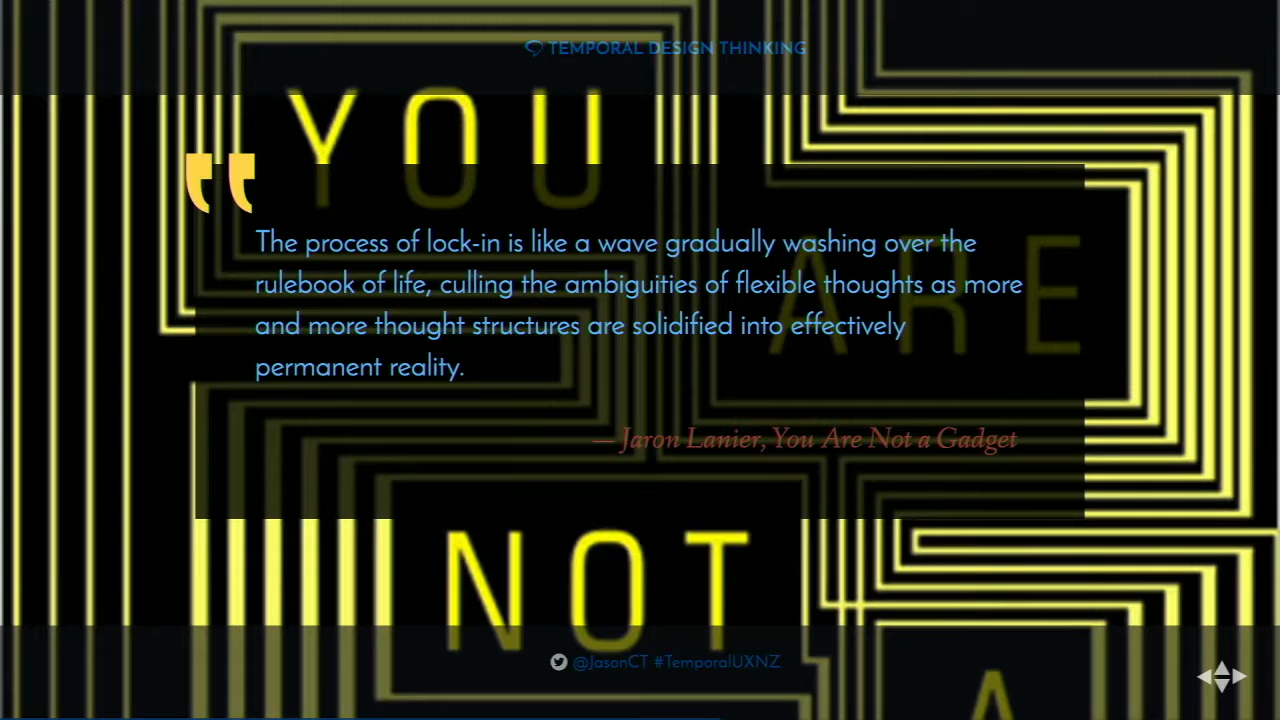 TEMPORAL DESIGN THINKING
YOU
ARE
The process of lock-in is like a wave gradually washing over the
rulebook of life, culling the ambiguities of flexible thoughts as more
and more thought structures are solidified into effectively
permanent reality.
— Jaron Lanier, You Are Not a Gadget
NOT
@JasonCT #TemporalUXNZ
A